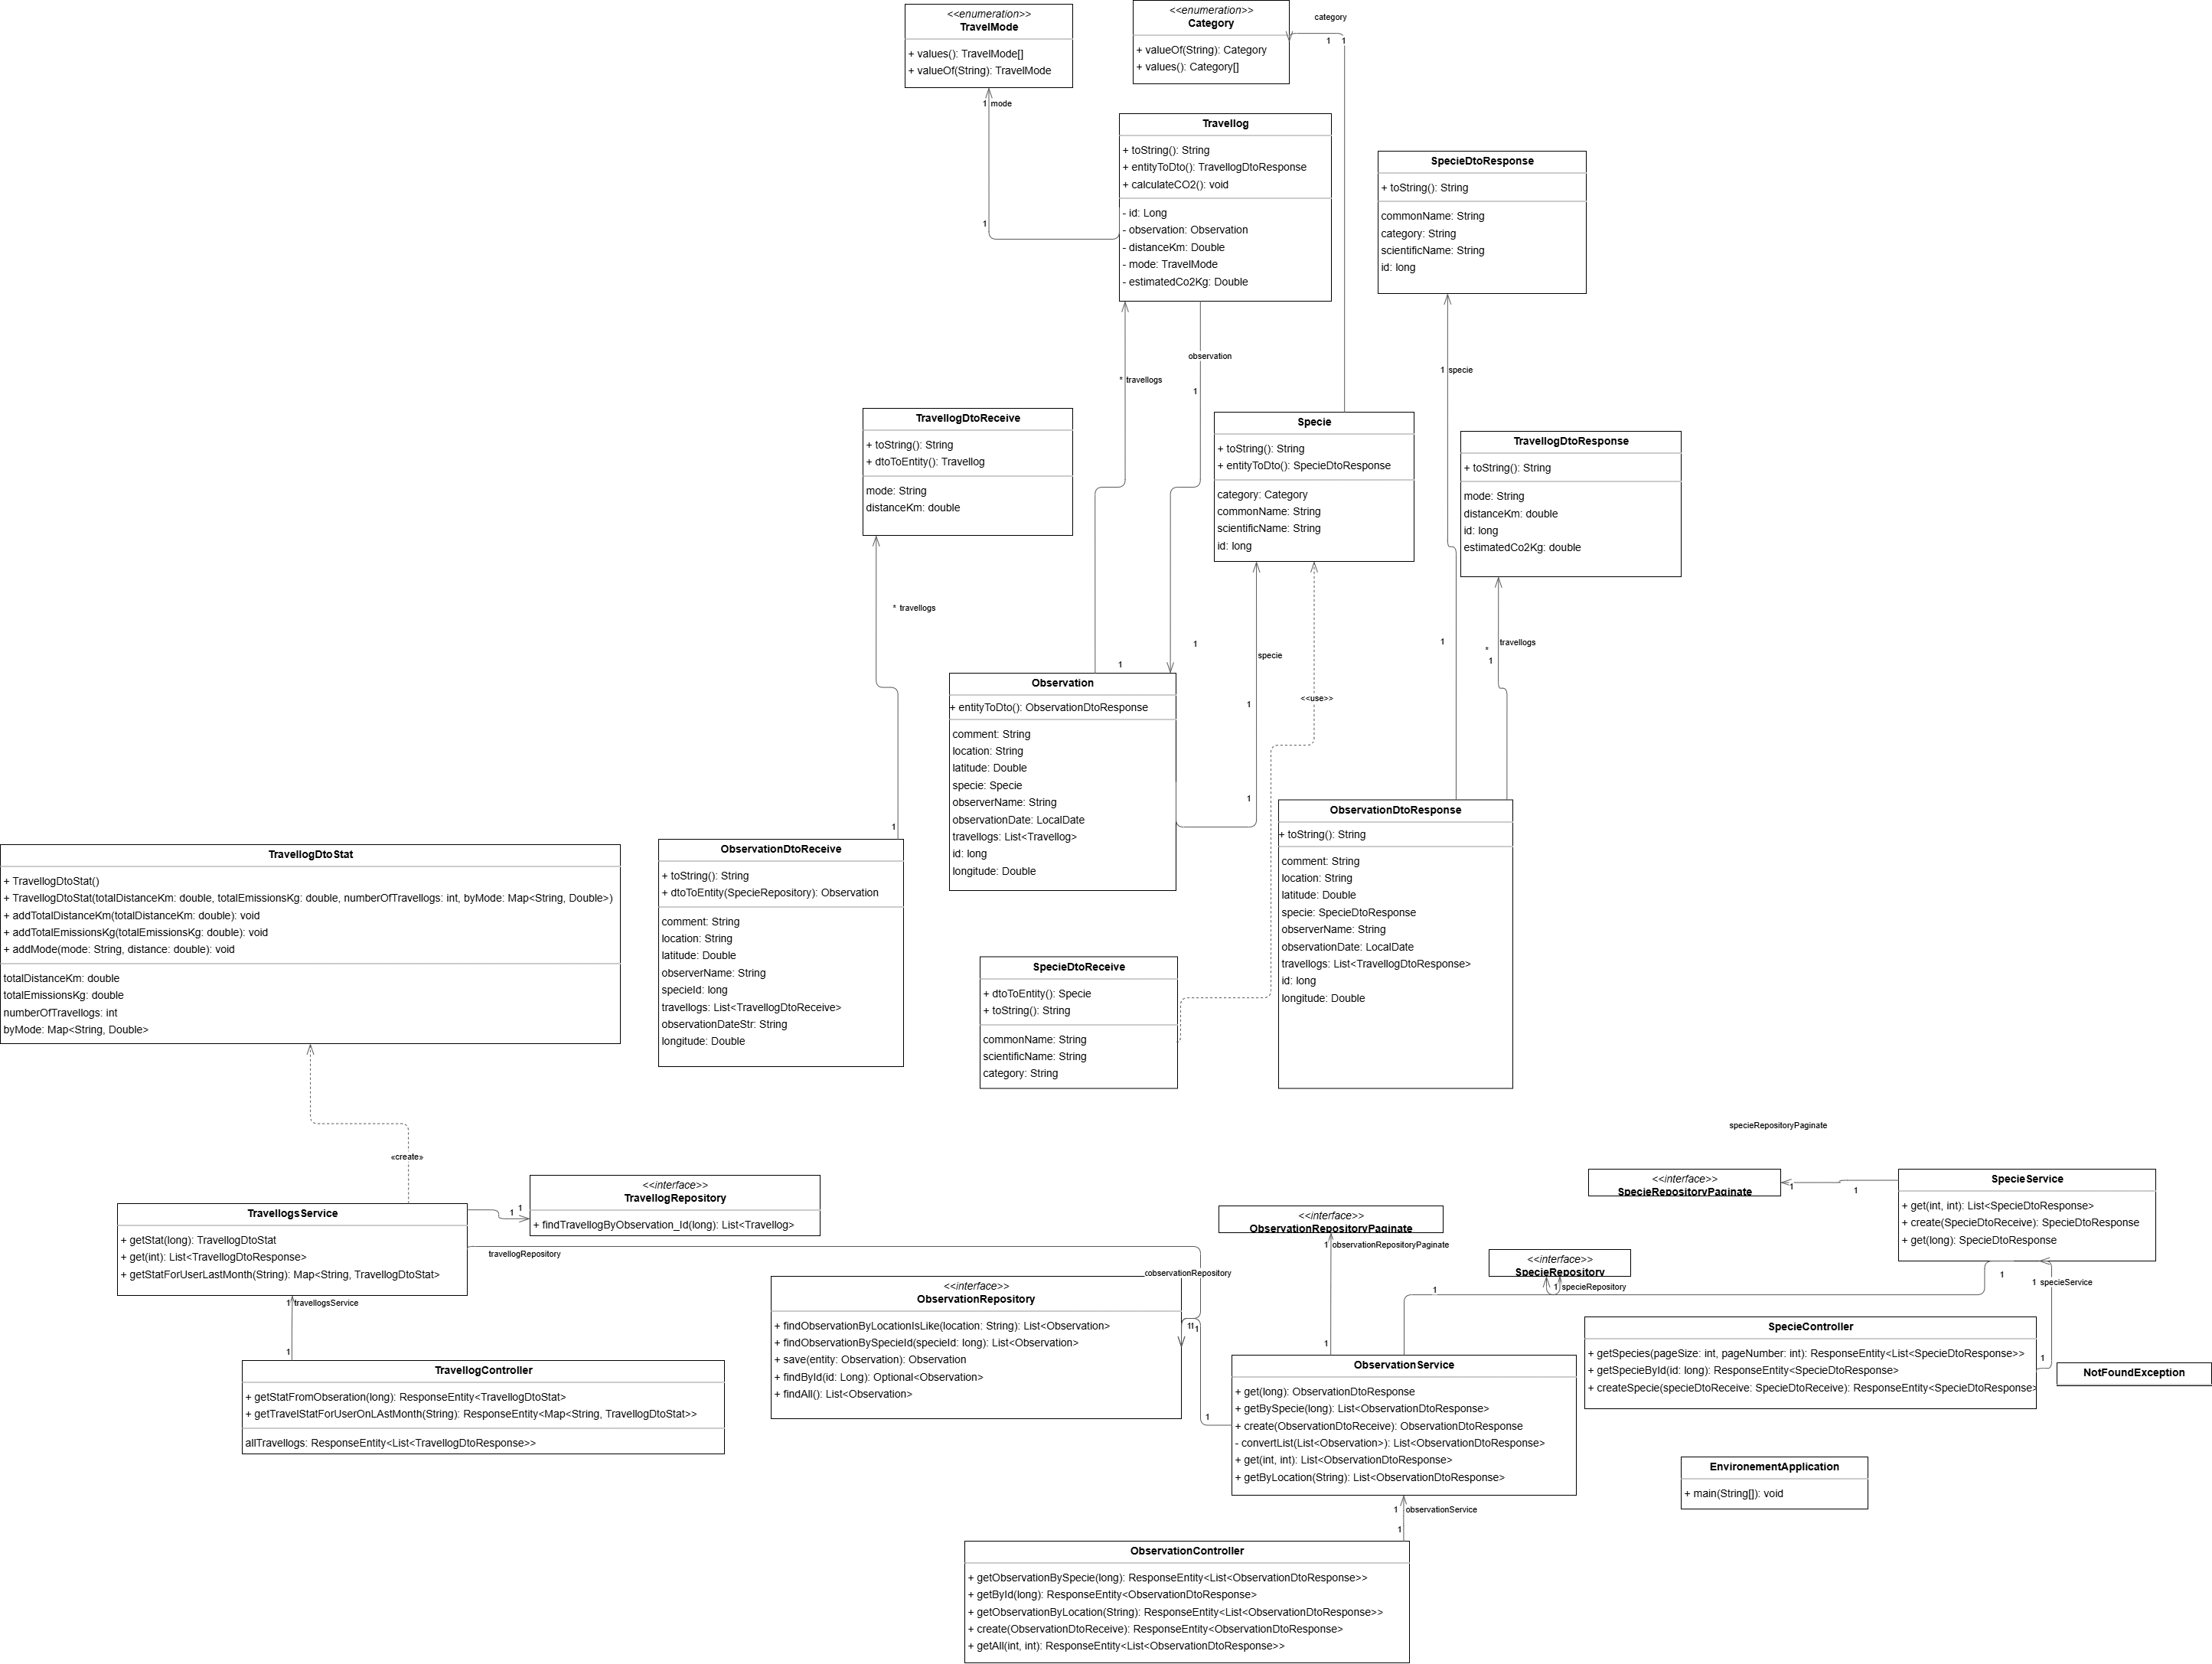 <<enumeration>>
TravelMode
+ values(): TravelMode[]
+ valueOf(String): TravelMode
<<enumeration>>
Category
+ valueOf(String): Category
+ values(): Category[]
category
1
1
1
mode
1
Travellog
+ toString(): String
+ entityToDto(): TravellogDtoResponse
+ calculateCO2(): void
- id: Long
- observation: Observation
- distanceKm: Double
- mode: TravelMode
- estimatedCo2Kg: Double
SpecieDtoResponse
+ toString(): String
commonName: String
category: String
scientificName: String
id: long
observation
1
* travellogs
1 specie
TravellogDtoReceive
+ toString(): String
+ dtoToEntity(): Travellog
mode: String
distanceKm: double
Specie
+ toString(): String
+ entityToDto(): SpecieDtoResponse
category: Category
commonName: String
scientificName: String
id: long
TravellogDtoResponse
+ toString(): String
mode: String
distanceKm: double
id: long
estimatedCo2Kg: double
* travellogs
1
1
specie
1
1
<<use>>
1
travellogs
*
1
Observation
+ entityToDto(): ObservationDtoResponse
comment: String
location: String
latitude: Double
specie: Specie
observerName: String
observationDate: LocalDate
travellogs: List<Travellog>
id: long
longitude: Double
ObservationDtoResponse
+ toString(): String
comment: String
location: String
latitude: Double
specie: SpecieDtoResponse
observerName: String
observationDate: LocalDate
travellogs: List<TravellogDtoResponse>
id: long
longitude: Double
1
TravellogDtoStat
+ TravellogDtoStat()
+ TravellogDtoStat(totalDistanceKm: double, totalEmissionsKg: double, numberOfTravellogs: int, byMode: Map<String, Double>)
+ addTotalDistanceKm(totalDistanceKm: double): void
+ addTotalEmissionsKg(totalEmissionsKg: double): void
+ addMode(mode: String, distance: double): void
totalDistanceKm: double
totalEmissionsKg: double
numberOfTravellogs: int
byMode: Map<String, Double>
ObservationDtoReceive
+ toString(): String
+ dtoToEntity(SpecieRepository): Observation
comment: String
location: String
latitude: Double
observerName: String
specieId: long
travellogs: List<TravellogDtoReceive>
observationDateStr: String
longitude: Double
SpecieDtoReceive
+ dtoToEntity(): Specie
+ toString(): String
commonName: String
scientificName: String
category: String
«create»
specieRepositoryPaginate
<<interface>>
TravellogRepository
+ findTravellogByObservation_Id(long): List<Travellog>
TravellogsService
+ getStat(long): TravellogDtoStat
+ get(int): List<TravellogDtoResponse>
+ getStatForUserLastMonth(String): Map<String, TravellogDtoStat>
1
1
travellogRepository
<<interface>>
SpecieRepositoryPaginate
1
1
SpecieService
+ get(int, int): List<SpecieDtoResponse>
+ create(SpecieDtoReceive): SpecieDtoResponse
+ get(long): SpecieDtoResponse
<<interface>>
ObservationRepositoryPaginate
1 observationRepositoryPaginate
<<interface>>
SpecieRepository
1 specieRepository
1
1
1 specieService
1
observationRepository
<<interface>>
ObservationRepository
+ findObservationByLocationIsLike(location: String): List<Observation>
+ findObservationBySpecieId(specieId: long): List<Observation>
+ save(entity: Observation): Observation
+ findById(id: Long): Optional<Observation>
+ findAll(): List<Observation>
1
1
1
1
1
1 travellogsService
1
TravellogController
+ getStatFromObseration(long): ResponseEntity<TravellogDtoStat>
+ getTravelStatForUserOnLAstMonth(String): ResponseEntity<Map<String, TravellogDtoStat>>
allTravellogs: ResponseEntity<List<TravellogDtoResponse>>
ObservationService
+ get(long): ObservationDtoResponse
+ getBySpecie(long): List<ObservationDtoResponse>
+ create(ObservationDtoReceive): ObservationDtoResponse
- convertList(List<Observation>): List<ObservationDtoResponse>
+ get(int, int): List<ObservationDtoResponse>
+ getByLocation(String): List<ObservationDtoResponse>
SpecieController
+ getSpecies(pageSize: int, pageNumber: int): ResponseEntity<List<SpecieDtoResponse>>
+ getSpecieById(id: long): ResponseEntity<SpecieDtoResponse>
+ createSpecie(specieDtoReceive: SpecieDtoReceive): ResponseEntity<SpecieDtoResponse>
NotFoundException
EnvironementApplication
+ main(String[]): void
1 observationService
1
ObservationController
+ getObservationBySpecie(long): ResponseEntity<List<ObservationDtoResponse>>
+ getById(long): ResponseEntity<ObservationDtoResponse>
+ getObservationByLocation(String): ResponseEntity<List<ObservationDtoResponse>>
+ create(ObservationDtoReceive): ResponseEntity<ObservationDtoResponse>
+ getAll(int, int): ResponseEntity<List<ObservationDtoResponse>>